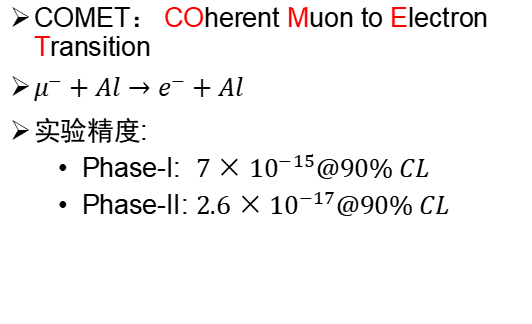 ➢COMET： COherent Muon to Electron
Transition
➢μ⁻ + Al → e⁻ + Al
➢实验精度:
• Phase-I: 7 × 10⁻¹⁵@90% CL
• Phase-II: 2.6 × 10⁻¹⁷@90% CL